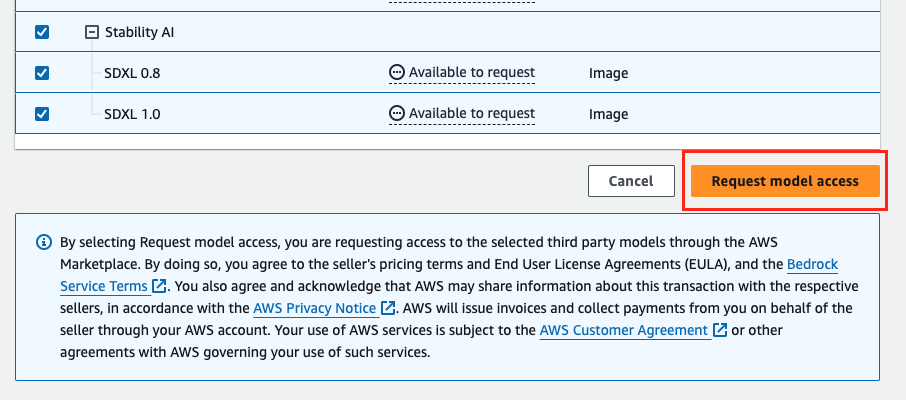 Stability AI
SDXL 0.8 Available to request Image
SDXL 1.0 Available to request Image
Cancel Request model access
By selecting Request model access, you are requesting access to the selected third party models through the AWS
Marketplace. By doing so, you agree to the seller's pricing terms and End User License Agreements (EULA), and the Bedrock
Service Terms. You also agree and acknowledge that AWS may share information about this transaction with the respective
sellers, in accordance with the AWS Privacy Notice. AWS will issue invoices and collect payments from you on behalf of the
seller through your AWS account. Your use of AWS services is subject to the AWS Customer Agreement or other
agreements with AWS governing your use of such services.